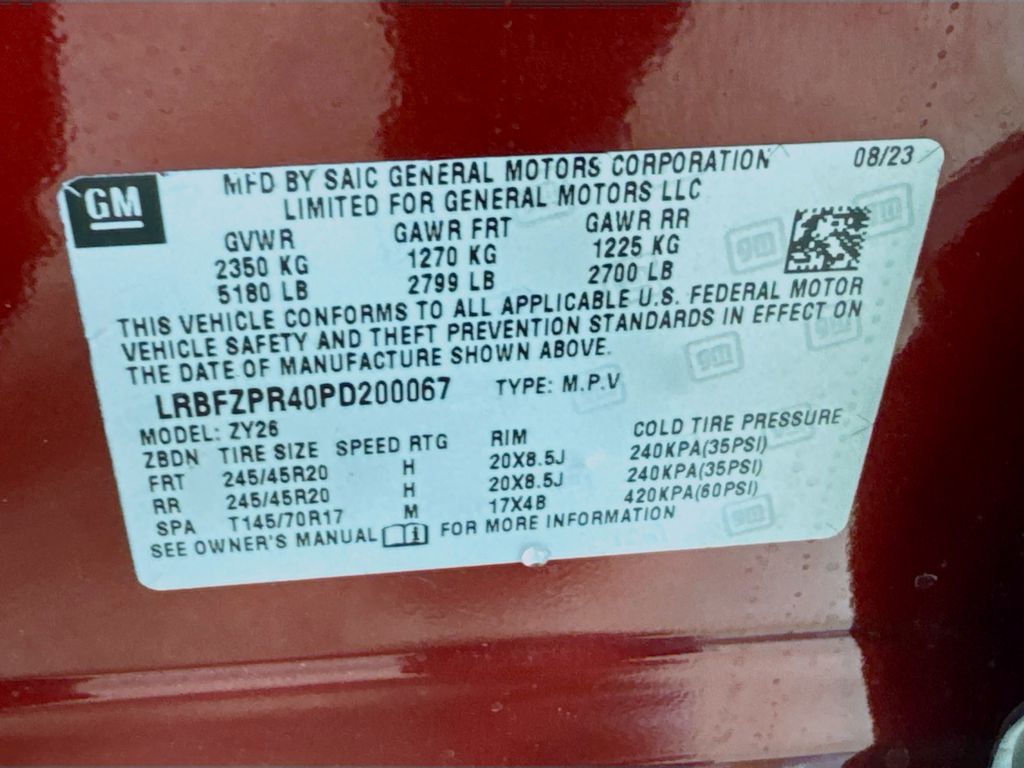 GM
MFD BY SAIC GENERAL MOTORS CORPORATION 08/23
LIMITED FOR GENERAL MOTORS LLC
GVWR GAWR FRT GAWR RR
2350 KG 1270 KG 1225 KG
5180 LB 2799 LB 2700 LB
THIS VEHICLE CONFORMS TO ALL APPLICABLE U.S. FEDERAL MOTOR
VEHICLE SAFETY AND THEFT PREVENTION STANDARDS IN EFFECT ON
THE DATE OF MANUFACTURE SHOWN ABOVE.
LRBFZPR40PD200067 TYPE: M.P.V
MODEL: ZY26
ZBDN TIRE SIZE SPEED RTG RIM COLD TIRE PRESSURE
FRT 245/45R20 H 20X8.5J 240KPA(35PSI)
RR 245/45R20 H 20X8.5J 240KPA(35PSI)
SPA T145/70R17 M 17X4B 420KPA(60PSI)
SEE OWNER'S MANUAL FOR MORE INFORMATION